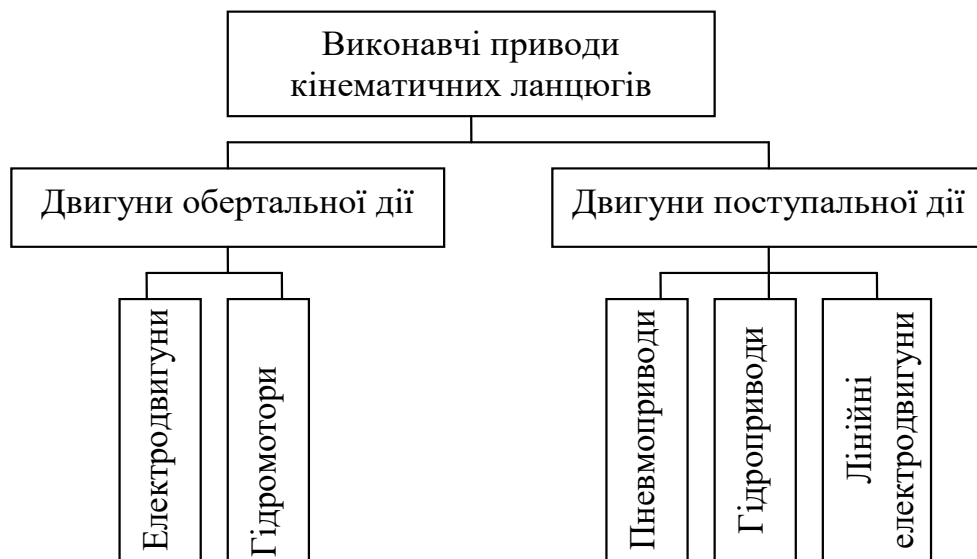 Виконавчі приводи
кінематичних ланцюгів
Двигуни обертальної дії
Двигуни поступальної дії
Електродвигуни
Гідромотори
Пневмоприводи
Гідроприводи
Лінійні
електродвигуни